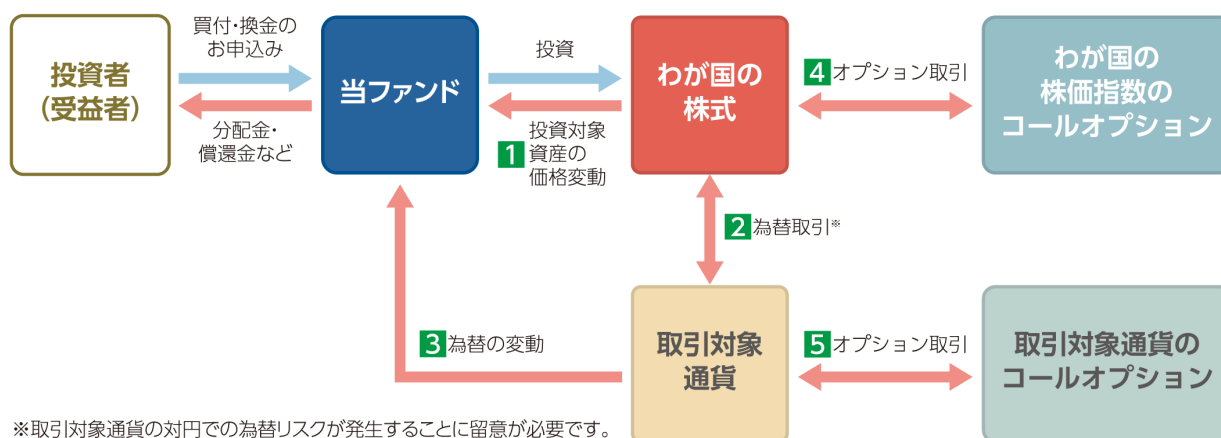 買付・換金の
お申込み
投資者
(受益者)
分配金・
償還金など
当ファンド
投資
1 投資対象
資産の
価格変動
わが国の
株式
4 オプション取引
わが国の
株価指数の
コールオプション
2 為替取引※
3 為替の変動
取引対象
通貨
5 オプション取引
取引対象通貨の
コールオプション
※取引対象通貨の対円での為替リスクが発生することに留意が必要です。